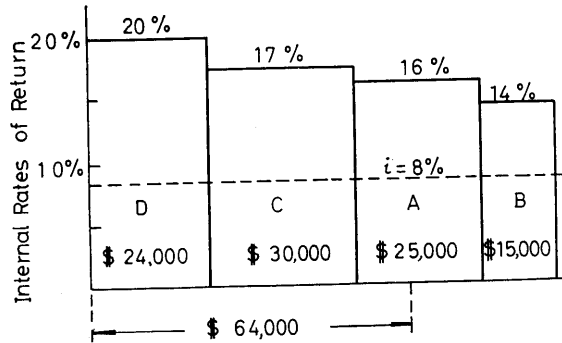 Internal Rates of Return
20%
10%
20 %
17 %
16 %
14 %
i=8%
D
C
A
B
$ 24,000
$ 30,000
$ 25,000
$15,000
$ 64,000